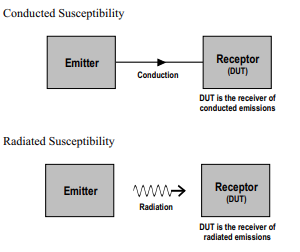 Conducted Susceptibility
Emitter
Conduction
Receptor
(DUT)
DUT is the receiver of
conducted emissions
Radiated Susceptibility
Emitter
Radiation
Receptor
(DUT)
DUT is the receiver of
radiated emissions